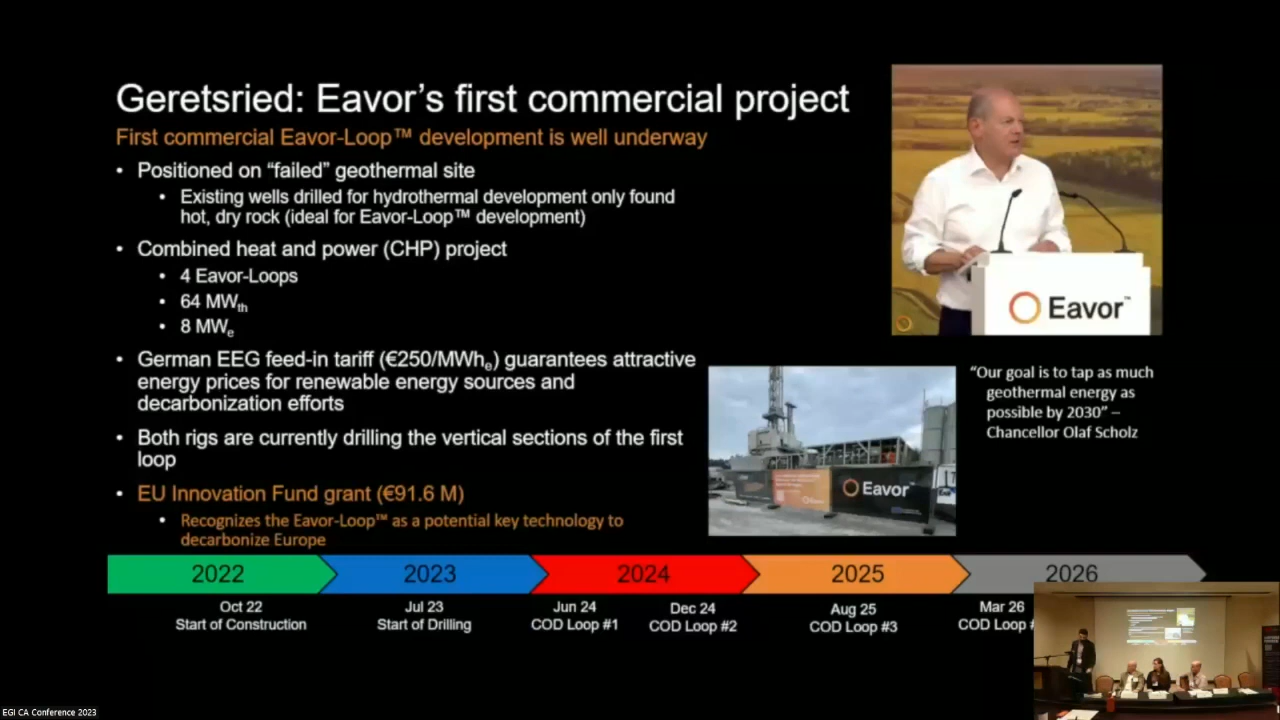 Geretsried: Eavor's first commercial project
First commercial Eavor-Loop™ development is well underway
• Positioned on "failed" geothermal site
• Existing wells drilled for hydrothermal development only found
hot, dry rock (ideal for Eavor-Loop™ development)
• Combined heat and power (CHP) project
• 4 Eavor-Loops
• 64 MWth
• 8 MWe
• German EEG feed-in tariff (€250/MWhe) guarantees attractive
energy prices for renewable energy sources and
decarbonization efforts
• Both rigs are currently drilling the vertical sections of the first
loop
• EU Innovation Fund grant (€91.6 M)
• Recognizes the Eavor-Loop™ as a potential key technology to
decarbonize Europe
Eavor™
Eavor
"Our goal is to tap as much
geothermal energy as
possible by 2030" –
Chancellor Olaf Scholz
2022
2023
2024
2025
2026
Oct 22
Start of Construction
Jul 23
Start of Drilling
Jun 24
COD Loop #1
Dec 24
COD Loop #2
Aug 25
COD Loop #3
Mar 26
COD Loop #
EGI CA Conference 2023